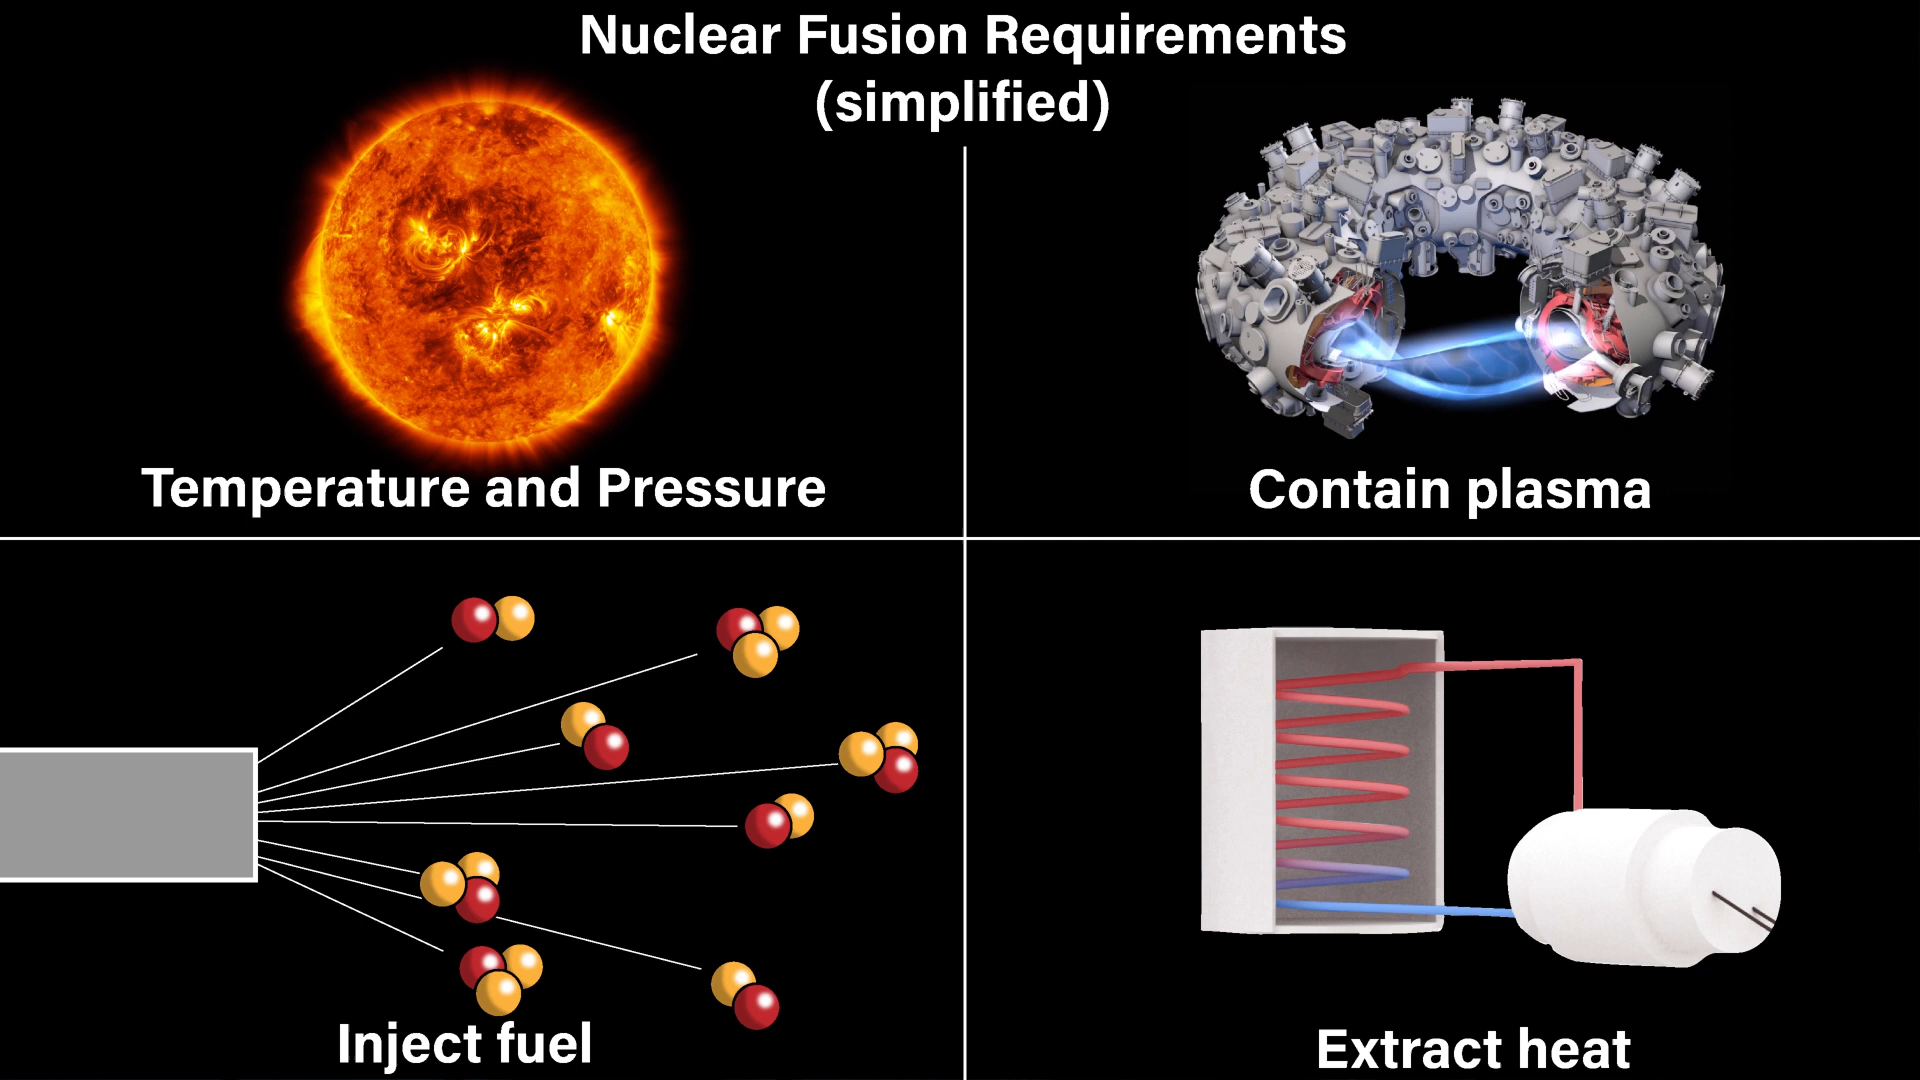 Nuclear Fusion Requirements
(simplified)
Temperature and Pressure
Contain plasma
Inject fuel
Extract heat